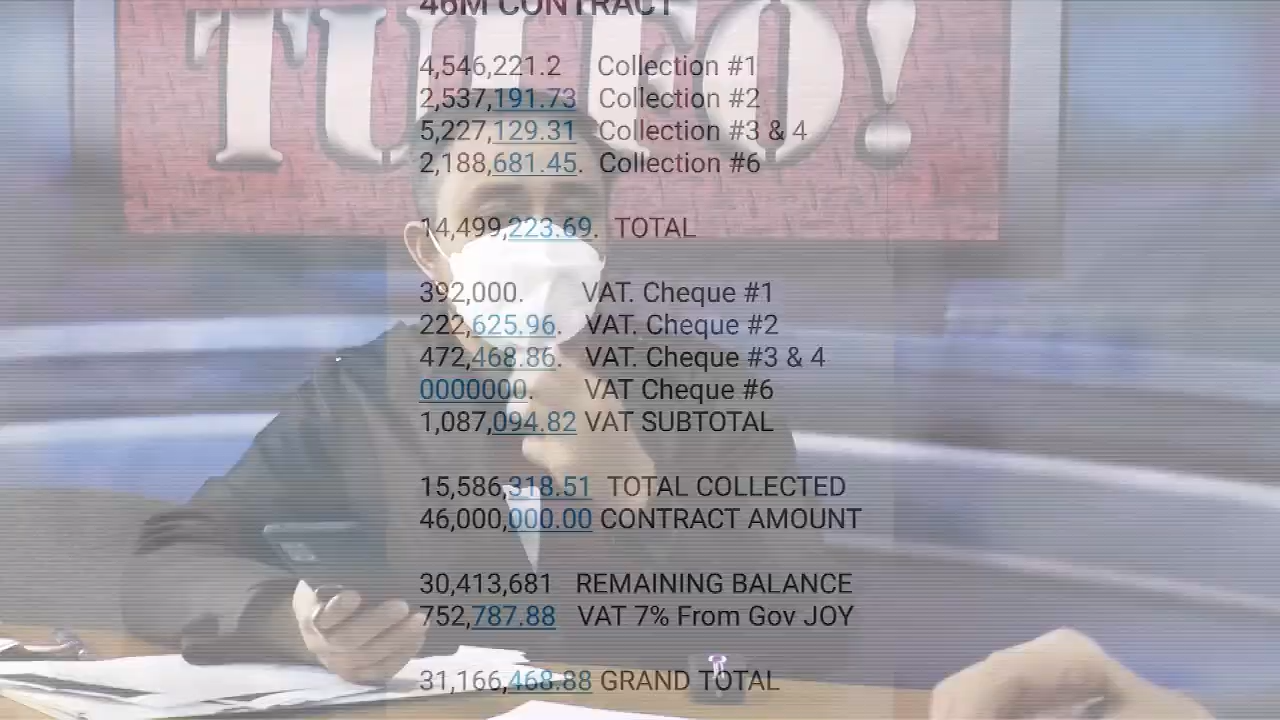 46M CONTRACT
TULFO!
4,546,221.2 Collection #1
2,537,191.73 Collection #2
5,227,129.31 Collection #3 & 4
2,188,681.45. Collection #6
14,499,223.69. TOTAL
392,000. VAT. Cheque #1
222,625.96. VAT. Cheque #2
472,468.86. VAT. Cheque #3 & 4
0000000. VAT Cheque #6
1,087,094.82 VAT SUBTOTAL
15,586,318.51 TOTAL COLLECTED
46,000,000.00 CONTRACT AMOUNT
30,413,681 REMAINING BALANCE
752,787.88 VAT 7% From Gov JOY
31,166,468.88 GRAND TOTAL